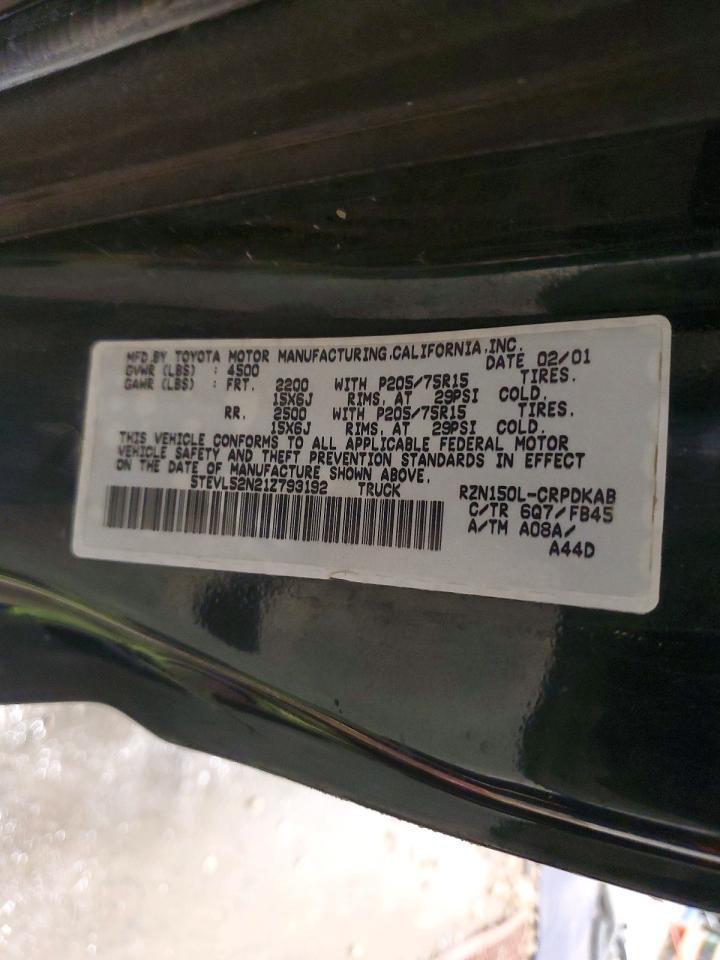 MFD.BY TOYOTA MOTOR MANUFACTURING,CALIFORNIA,INC.
GVWR (LBS) : 4500 DATE 02/01
GAWR (LBS) : FRT. 2200 WITH P205/75R15 TIRES.
15X6J RIMS, AT 29PSI COLD.
RR. 2500 WITH P205/75R15 TIRES.
15X6J RIMS, AT 29PSI COLD.
THIS VEHICLE CONFORMS TO ALL APPLICABLE FEDERAL MOTOR
VEHICLE SAFETY AND THEFT PREVENTION STANDARDS IN EFFECT
ON THE DATE OF MANUFACTURE SHOWN ABOVE.
5TEVL52N21Z793192 TRUCK RZN150L-CRPDKAB
C/TR 6Q7/FB45
A/TM A08A/
A44D